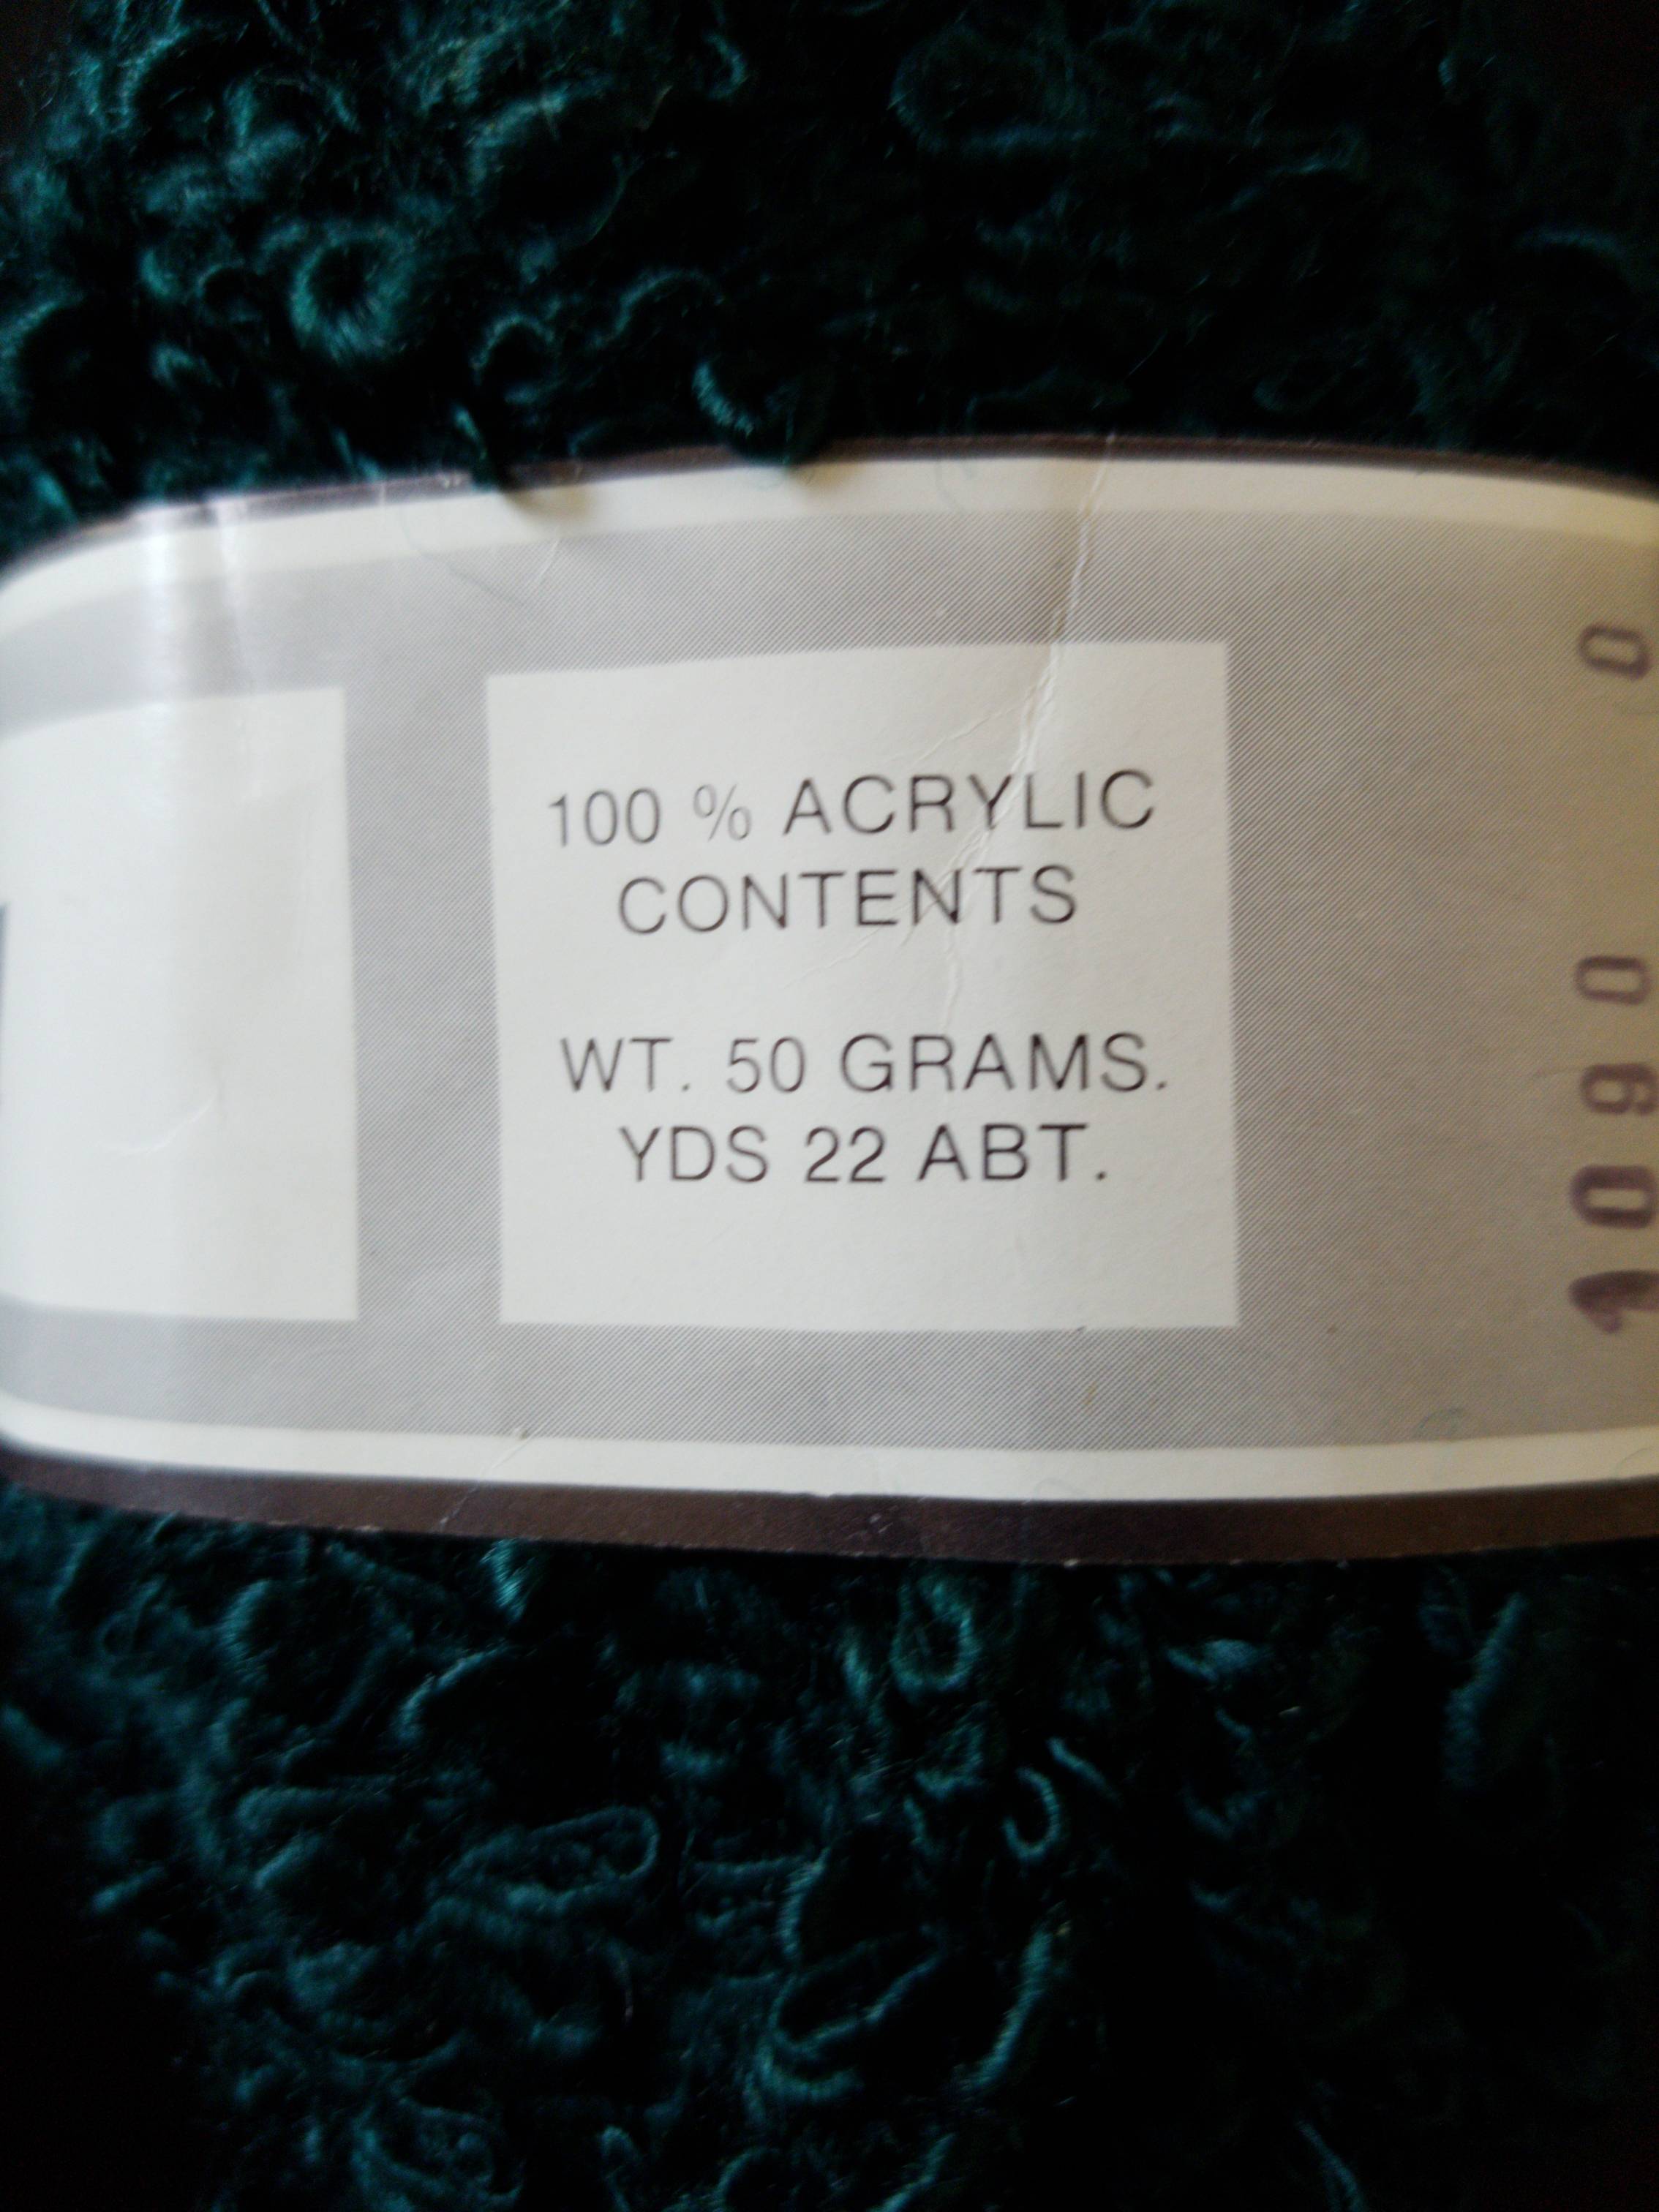 100 % ACRYLIC
CONTENTS
WT. 50 GRAMS.
YDS 22 ABT.
1090 0